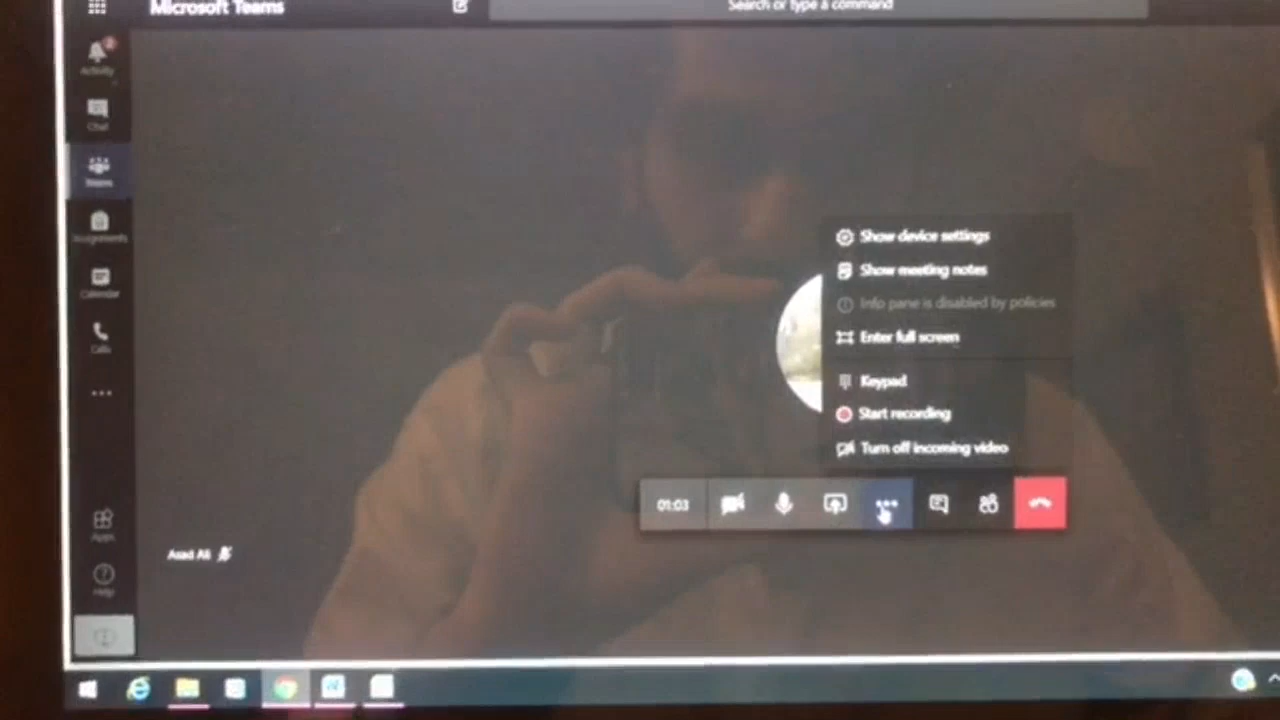 Microsoft Teams
Search or type a command
Activity
Chat
Teams
Assignments
Calendar
Calls
Apps
Help
Show device settings
Show meeting notes
Info pane is disabled by policies
Enter full screen
Keypad
Start recording
Turn off incoming video
01:03
Asad Ali